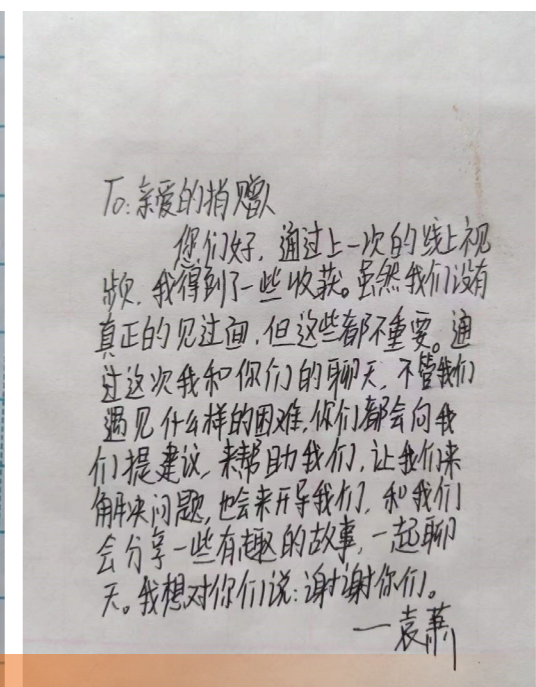 To:亲爱的捐赠人
您们好，通过上一次的线上视
频，我得到了一些收获。虽然我们没有
真正的见过面，但这些都不重要。通
过这次我和你们的聊天，不管我们
遇见什么样的困难，你们都会向我
们提建议，来帮助我们，让我们来
解决问题，也会来开导我们，和我们
会分享一些有趣的故事，一起聊
天。我想对你们说：谢谢你们。
一袁